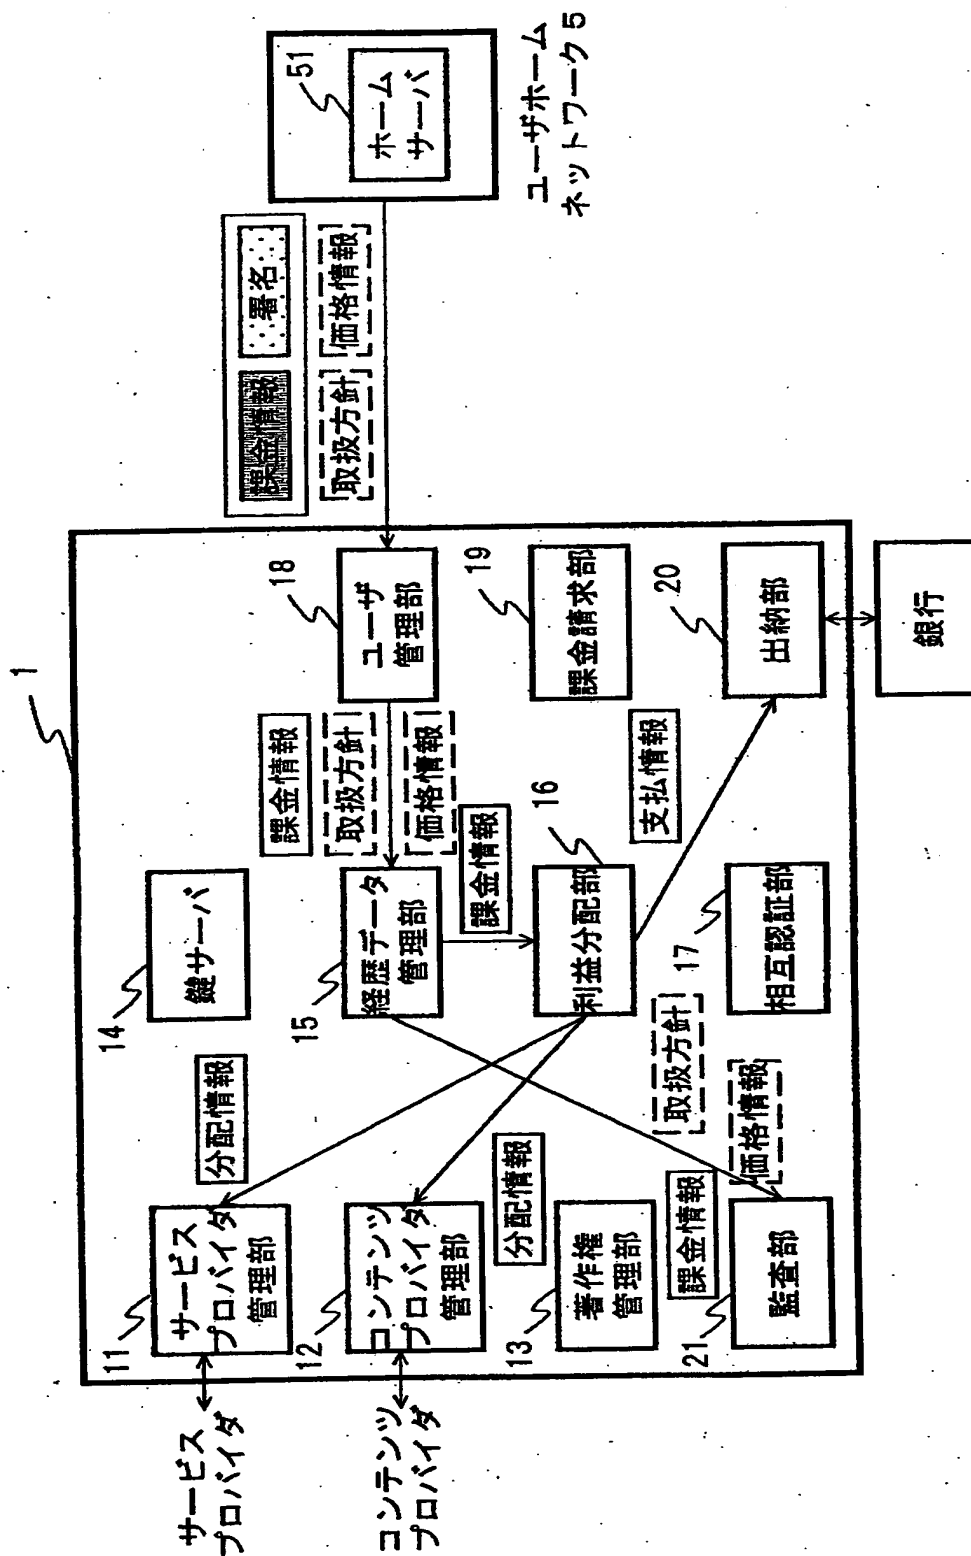 1
サービス
プロバイダ
コンテンツ
プロバイダ
11
サービス
プロバイダ
管理部
12
コンテンツ
プロバイダ
管理部
13
著作権
管理部
21
監査部
分配情報
分配情報
課金情報
取扱方針
価格情報
14
鍵サーバ
15
経歴データ
管理部
16
利益分配部
17
相互認証部
課金情報
取扱方針
価格情報
課金情報
支払情報
18
ユーザ
管理部
19
課金請求部
20
出納部
銀行
課金情報
署名
取扱方針
価格情報
51
ホーム
サーバ
ユーザホーム
ネットワーク5